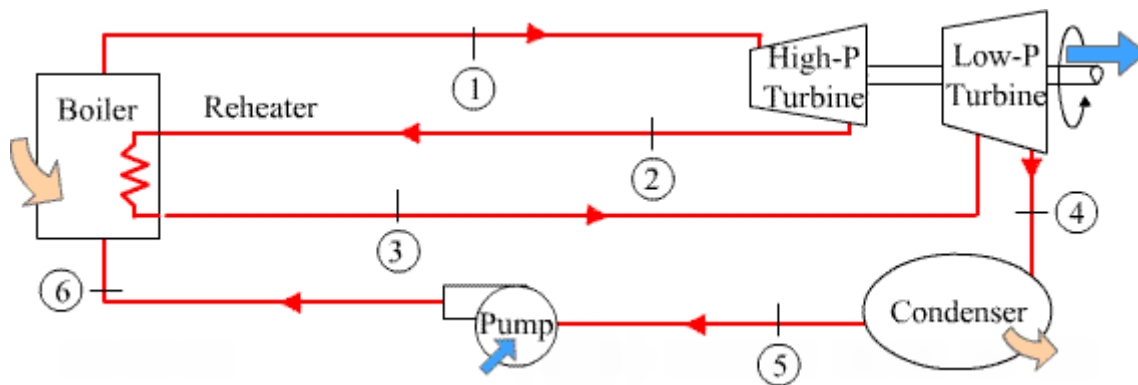 High-P
Turbine
Low-P
Turbine
1
Boiler
Reheater
2
3
4
6
Pump
Condenser
5